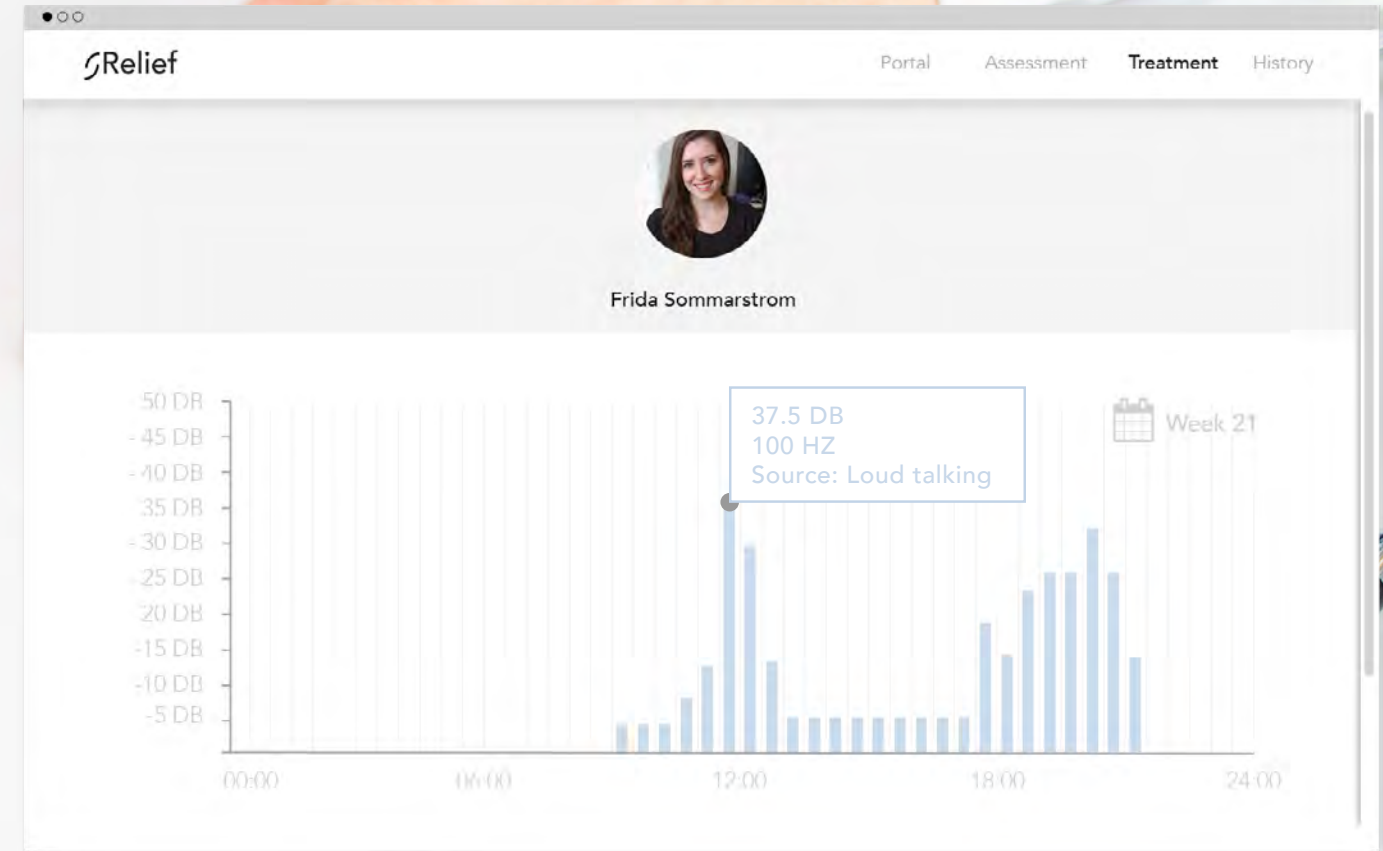 Relief
Portal Assessment Treatment History
Frida Sommarstrom
50 DB
- 45 DB
- 40 DB
35 DB
- 30 DB
- 25 DB
20 DB
-15 DB
-10 DB
-5 DB
37.5 DB
100 HZ
Source: Loud talking
Week 21
00:00 06:00 12:00 18:00 24:00